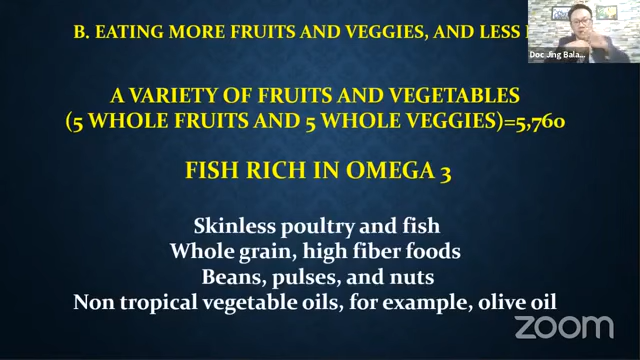 B. EATING MORE FRUITS AND VEGGIES, AND LESS
Doc Jing Bala...
A VARIETY OF FRUITS AND VEGETABLES
(5 WHOLE FRUITS AND 5 WHOLE VEGGIES)=5,760
FISH RICH IN OMEGA 3
Skinless poultry and fish
Whole grain, high fiber foods
Beans, pulses, and nuts
Non tropical vegetable oils, for example, olive oil
zoom